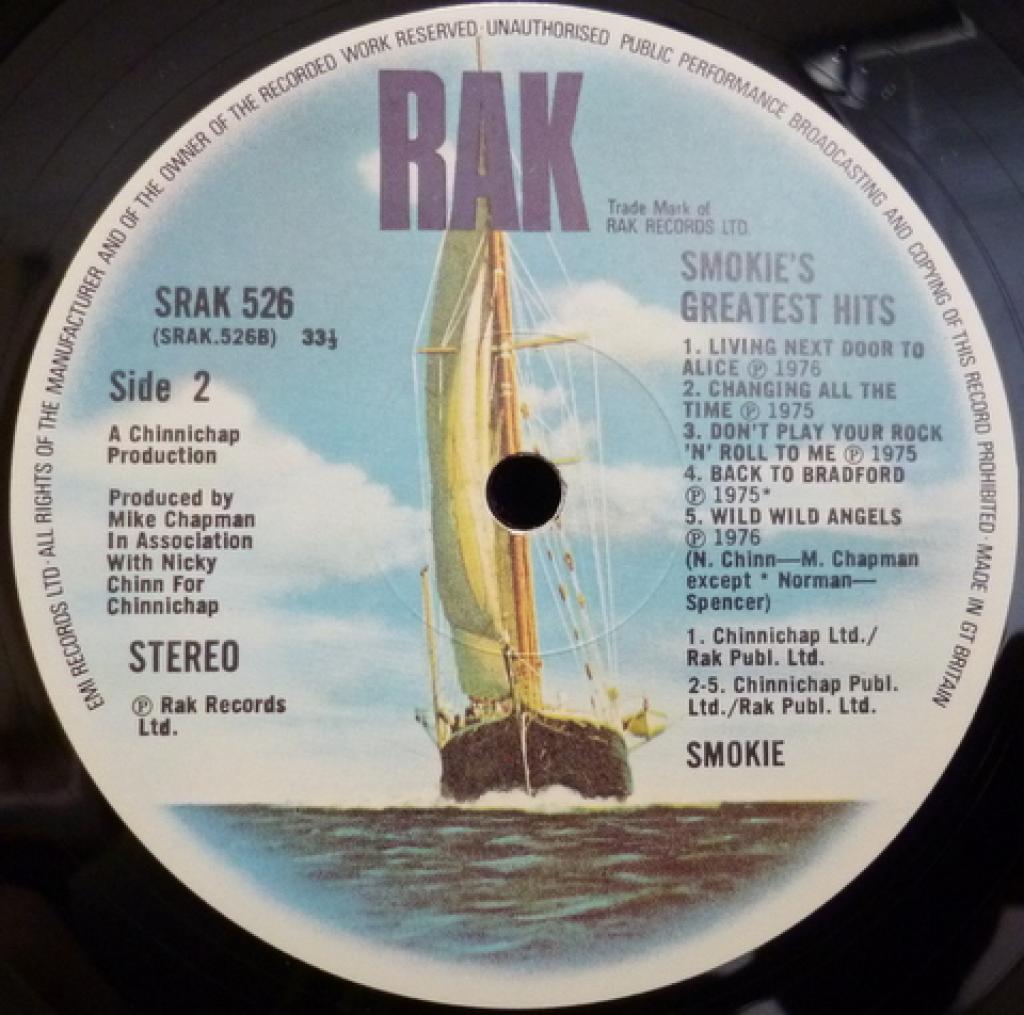 EMI RECORDS LTD · ALL RIGHTS OF THE MANUFACTURER AND OF THE OWNER OF THE RECORDED WORK RESERVED · UNAUTHORISED PUBLIC PERFORMANCE BROADCASTING AND COPYING OF THIS RECORD PROHIBITED · MADE IN GT BRITAIN
RAK
Trade Mark of
RAK RECORDS LTD.
SRAK 526
(SRAK.526B) 33⅓
Side 2
A Chinnichap
Production
Produced by
Mike Chapman
In Association
With Nicky
Chinn For
Chinnichap
STEREO
℗ Rak Records
Ltd.
SMOKIE'S
GREATEST HITS
1. LIVING NEXT DOOR TO
ALICE ℗ 1976
2. CHANGING ALL THE
TIME ℗ 1975
3. DON'T PLAY YOUR ROCK
'N' ROLL TO ME ℗ 1975
4. BACK TO BRADFORD
℗ 1975*
5. WILD WILD ANGELS
℗ 1976
(N. Chinn—M. Chapman
except * Norman—
Spencer)
1. Chinnichap Ltd./
Rak Publ. Ltd.
2-5. Chinnichap Publ.
Ltd./Rak Publ. Ltd.
SMOKIE